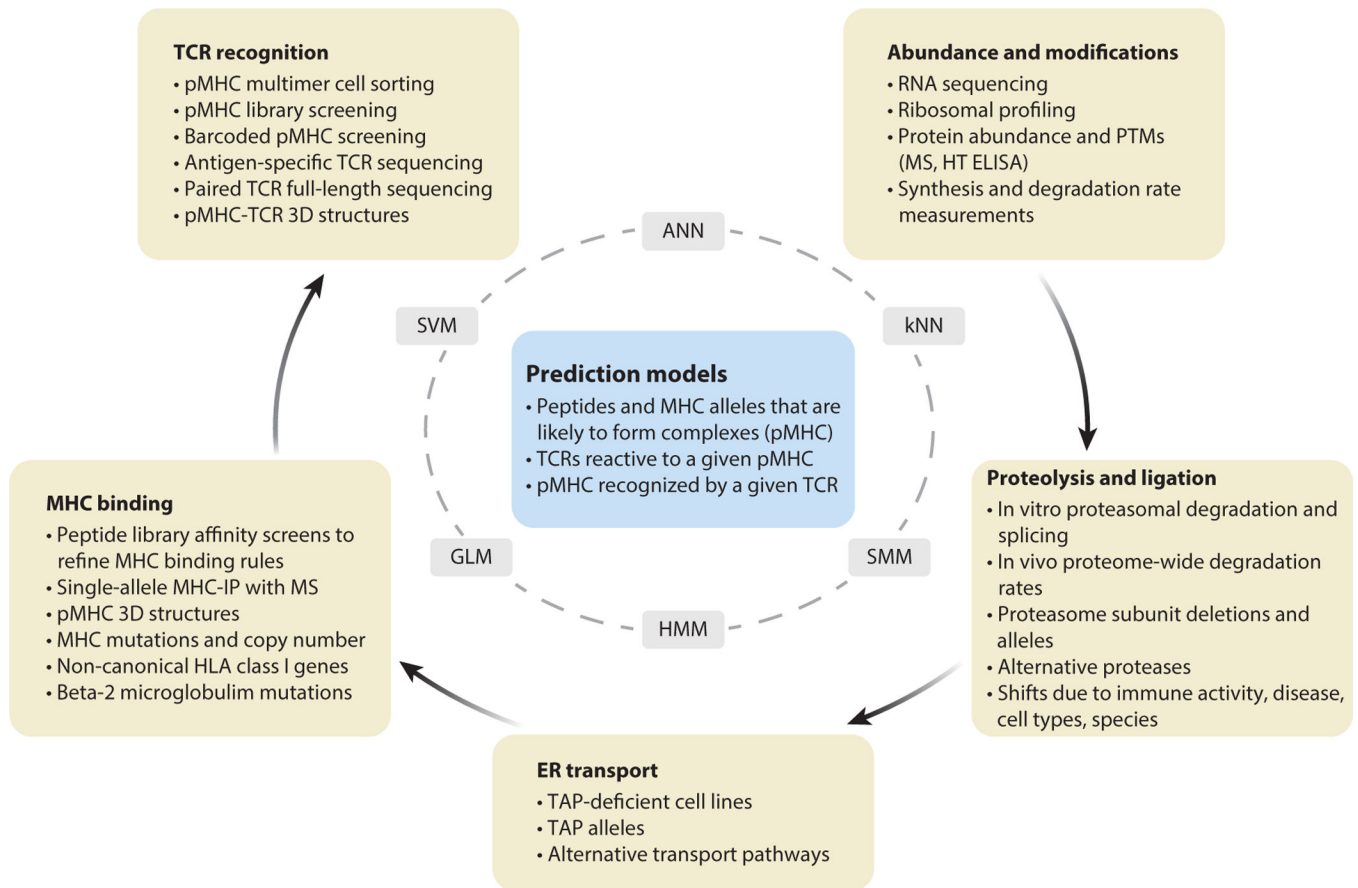 TCR recognition
• pMHC multimer cell sorting
• pMHC library screening
• Barcoded pMHC screening
• Antigen-specific TCR sequencing
• Paired TCR full-length sequencing
• pMHC-TCR 3D structures
Abundance and modifications
• RNA sequencing
• Ribosomal profiling
• Protein abundance and PTMs
(MS, HT ELISA)
• Synthesis and degradation rate
measurements
ANN
SVM
kNN
Prediction models
• Peptides and MHC alleles that are
likely to form complexes (pMHC)
• TCRs reactive to a given pMHC
• pMHC recognized by a given TCR
GLM
SMM
HMM
MHC binding
• Peptide library affinity screens to
refine MHC binding rules
• Single-allele MHC-IP with MS
• pMHC 3D structures
• MHC mutations and copy number
• Non-canonical HLA class I genes
• Beta-2 microglobulim mutations
Proteolysis and ligation
• In vitro proteasomal degradation and
splicing
• In vivo proteome-wide degradation
rates
• Proteasome subunit deletions and
alleles
• Alternative proteases
• Shifts due to immune activity, disease,
cell types, species
ER transport
• TAP-deficient cell lines
• TAP alleles
• Alternative transport pathways